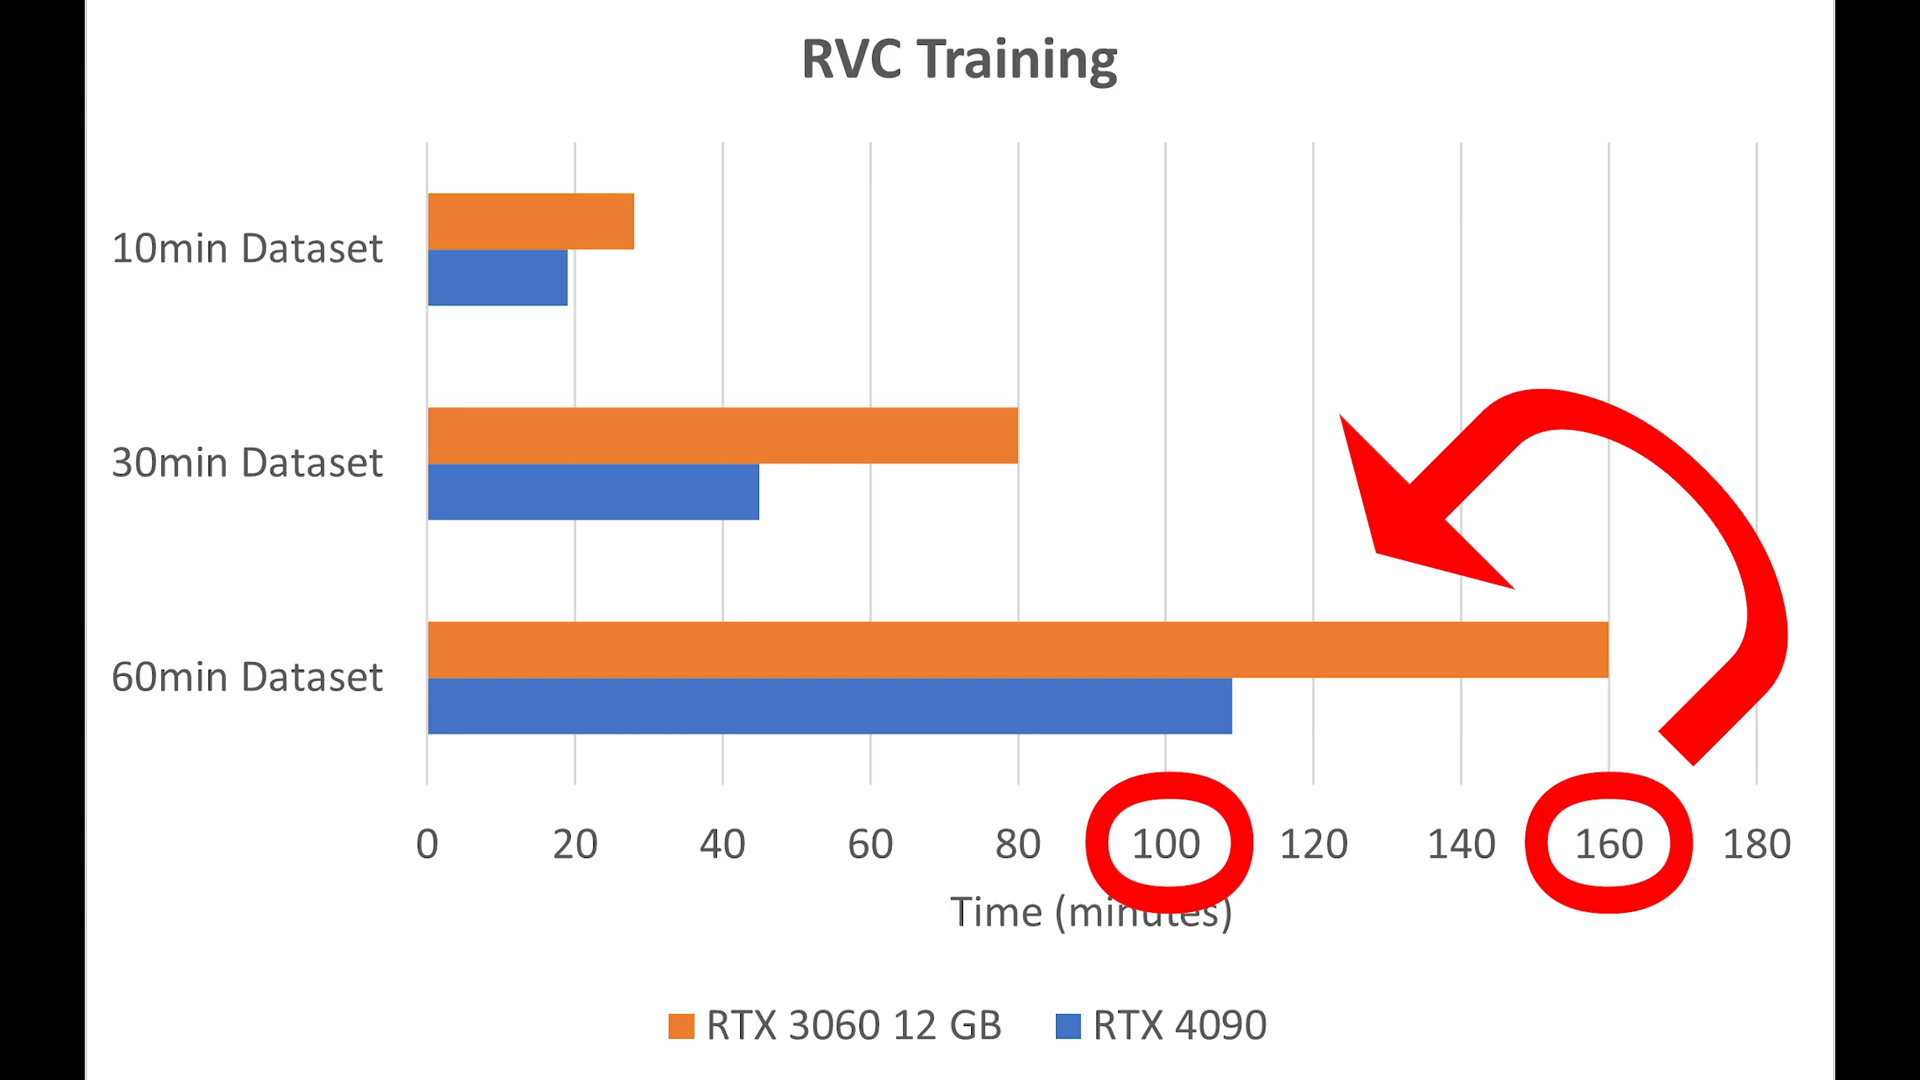 RVC Training
10min Dataset
30min Dataset
60min Dataset
0 20 40 60 80 100 120 140 160 180
Time (minutes)
RTX 3060 12 GB RTX 4090